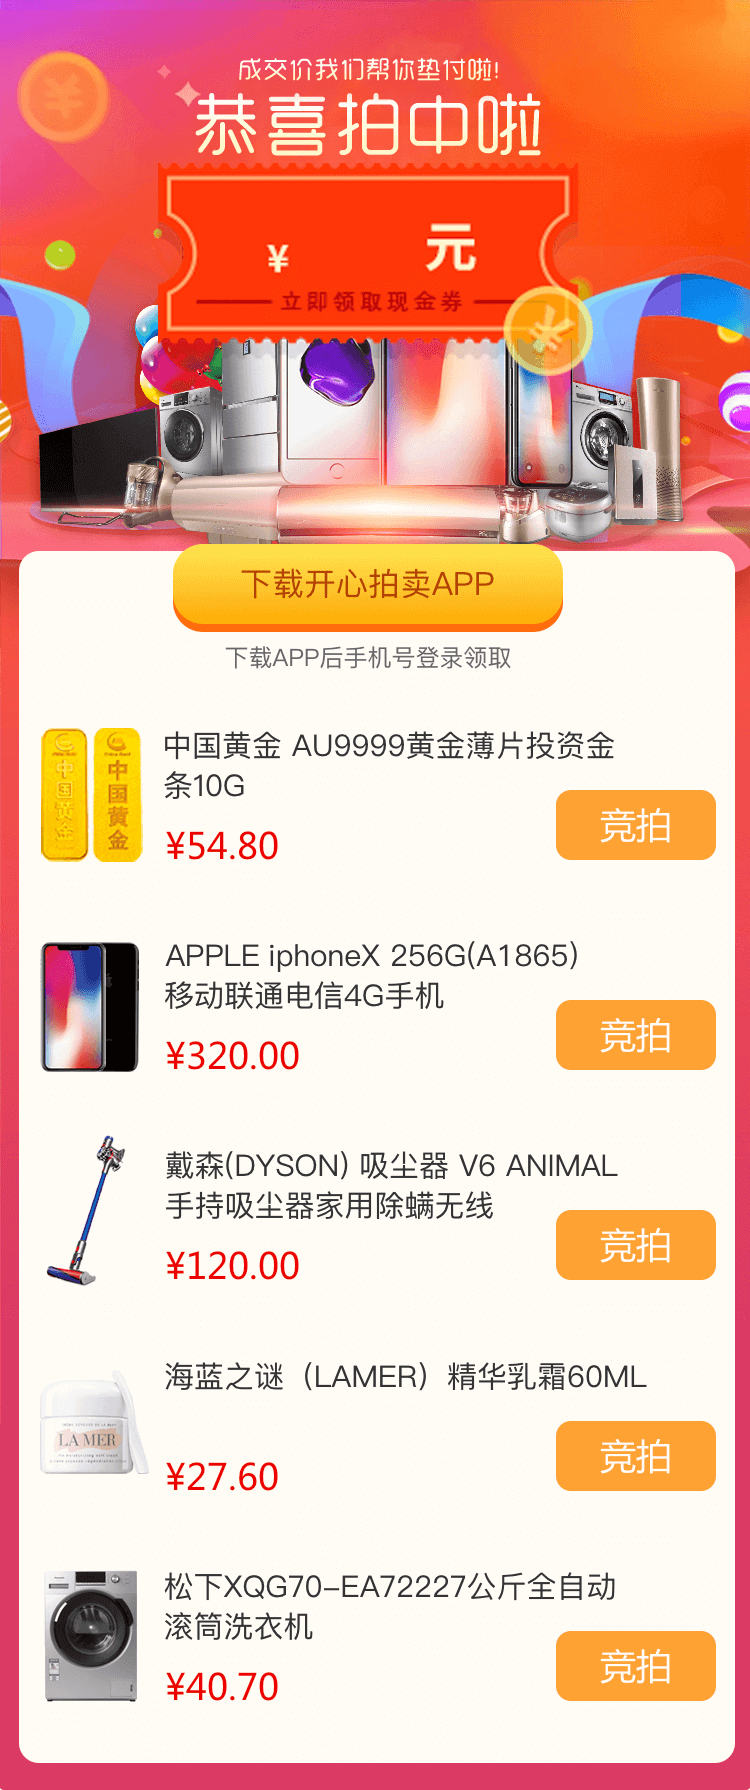 成交价我们帮你垫付啦!
恭喜拍中啦
¥ 元
立即领取现金券
下载开心拍卖APP
下载APP后手机号登录领取
中国黄金 AU9999黄金薄片投资金
条10G
¥54.80
竞拍
中国黄金
中国黄金
APPLE iphoneX 256G(A1865)
移动联通电信4G手机
¥320.00
竞拍
戴森(DYSON) 吸尘器 V6 ANIMAL
手持吸尘器家用除螨无线
¥120.00
竞拍
海蓝之谜（LAMER）精华乳霜60ML
LA MER
¥27.60
竞拍
松下XQG70-EA72227公斤全自动
滚筒洗衣机
¥40.70
竞拍